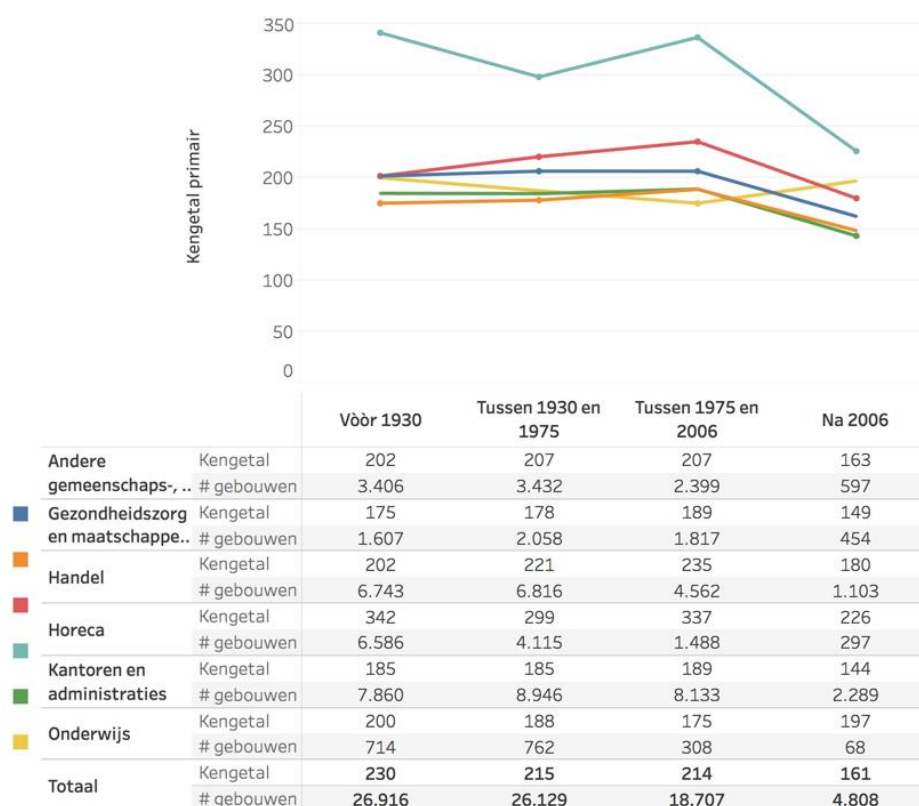 350
300
250
200
150
100
50
0
Kengetal primair
Vòòr 1930 Tussen 1930 en 1975 Tussen 1975 en 2006 Na 2006
Andere gemeenschaps-, .. Kengetal 202 207 207 163
# gebouwen 3.406 3.432 2.399 597
Gezondheidszorg en maatschappe.. Kengetal 175 178 189 149
# gebouwen 1.607 2.058 1.817 454
Handel Kengetal 202 221 235 180
# gebouwen 6.743 6.816 4.562 1.103
Horeca Kengetal 342 299 337 226
# gebouwen 6.586 4.115 1.488 297
Kantoren en administraties Kengetal 185 185 189 144
# gebouwen 7.860 8.946 8.133 2.289
Onderwijs Kengetal 200 188 175 197
# gebouwen 714 762 308 68
Totaal Kengetal 230 215 214 161
# gebouwen 26.916 26.129 18.707 4.808